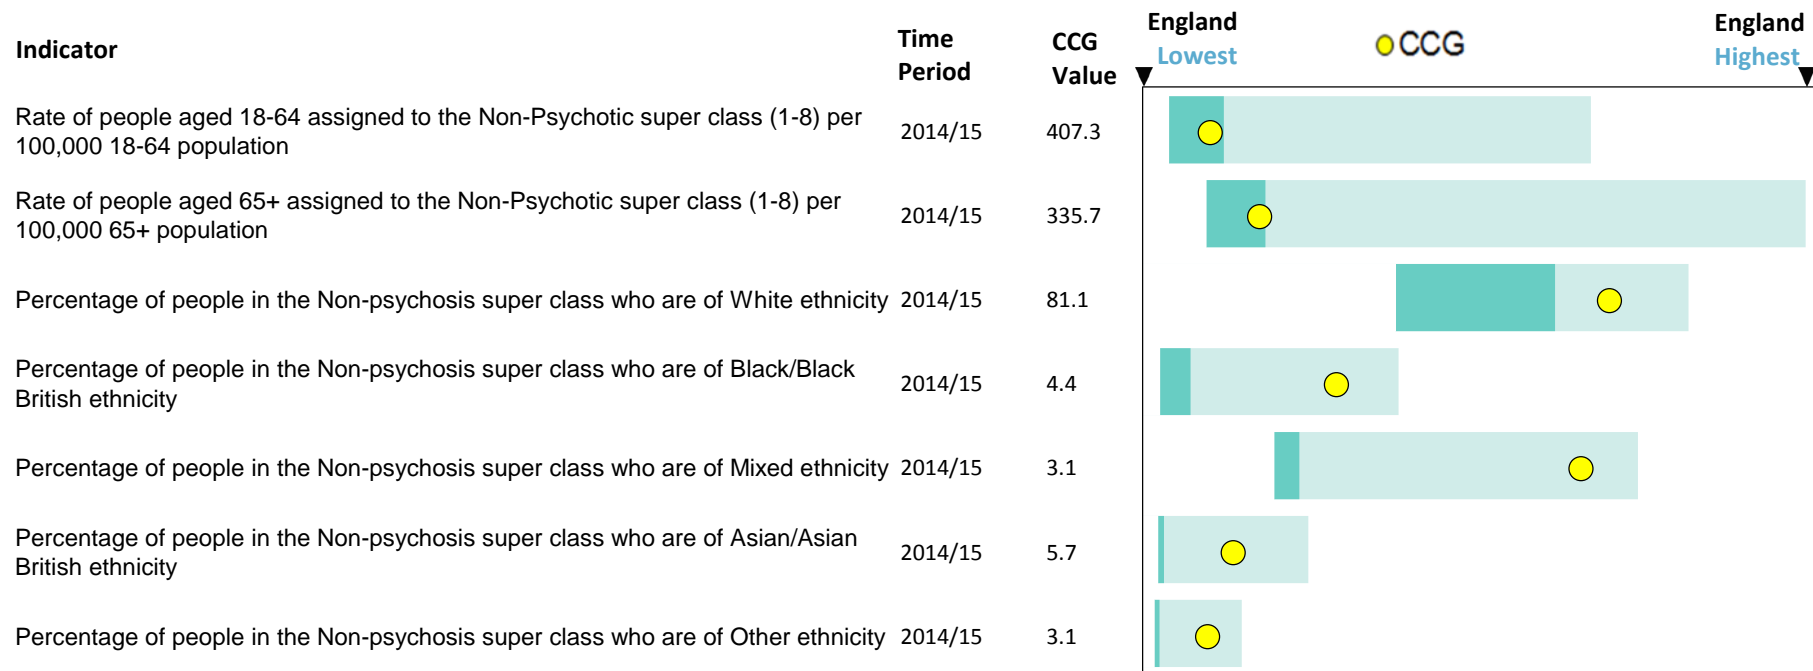 Indicator
Time
Period
CCG
Value
England
Lowest
CCG
England
Highest
Rate of people aged 18-64 assigned to the Non-Psychotic super class (1-8) per
100,000 18-64 population
2014/15
407.3
Rate of people aged 65+ assigned to the Non-Psychotic super class (1-8) per
100,000 65+ population
2014/15
335.7
Percentage of people in the Non-psychosis super class who are of White ethnicity
2014/15
81.1
Percentage of people in the Non-psychosis super class who are of Black/Black
British ethnicity
2014/15
4.4
Percentage of people in the Non-psychosis super class who are of Mixed ethnicity
2014/15
3.1
Percentage of people in the Non-psychosis super class who are of Asian/Asian
British ethnicity
2014/15
5.7
Percentage of people in the Non-psychosis super class who are of Other ethnicity
2014/15
3.1